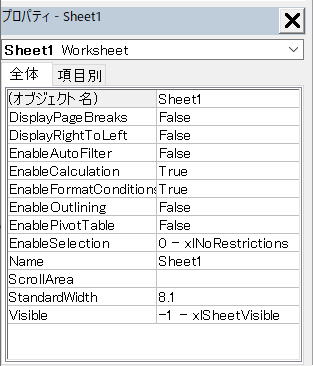 プロパティ - Sheet1
Sheet1 Worksheet
全体 項目別
(オブジェクト名) Sheet1
DisplayPageBreaks False
DisplayRightToLeft False
EnableAutoFilter False
EnableCalculation True
EnableFormatConditions True
EnableOutlining False
EnablePivotTable False
EnableSelection 0 - xlNoRestrictions
Name Sheet1
ScrollArea
StandardWidth 8.1
Visible -1 - xlSheetVisible